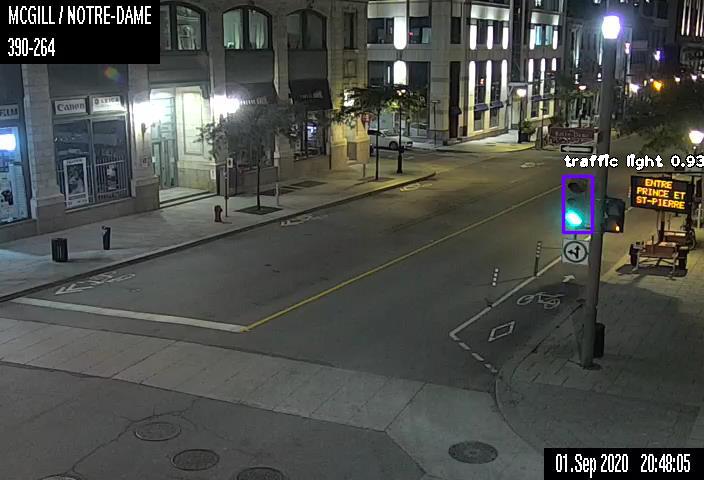 MCGILL / NOTRE-DAME
390-264
Canon
traffic light 0.93
ENTRE
PRINCE ET
ST-PIERRE
01.Sep 2020 20:48:05